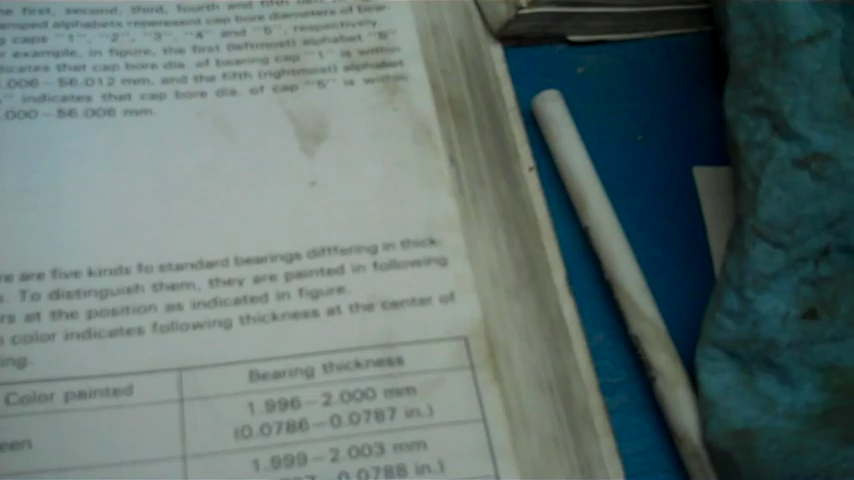 e first, second, third, fourth and fifth
amped alphabets represent cap bore diameters of bear
g caps "1", "2", "3", "4" and "5", respectively.
r example, in figure, the first (leftmost) alphabet "B"
dicates that cap bore dia. of bearing cap "1" is within
.006 – 56.012 mm, and the fifth (rightmost) alphabet
" indicates that cap bore dia. of cap "5" is within
.000 – 56.006 mm.
re are five kinds fo standard bearings diftfering in thick-
s. To distinguish them, they are painted in following
rs at the position as indicated in figure.
s color indicates following thickness at the center of
ing.
Color painted Bearing thickness
een 1.996 – 2.000 mm
(0.0786 – 0.0787 in.)
1.999 – 2.003 mm
– 0.0788 in.)